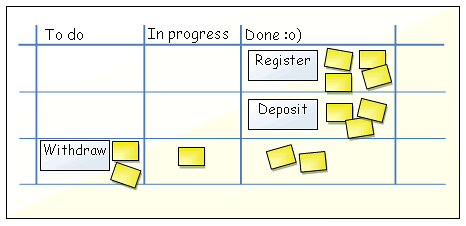 To do
In progress
Done :o)
Register
Deposit
Withdraw